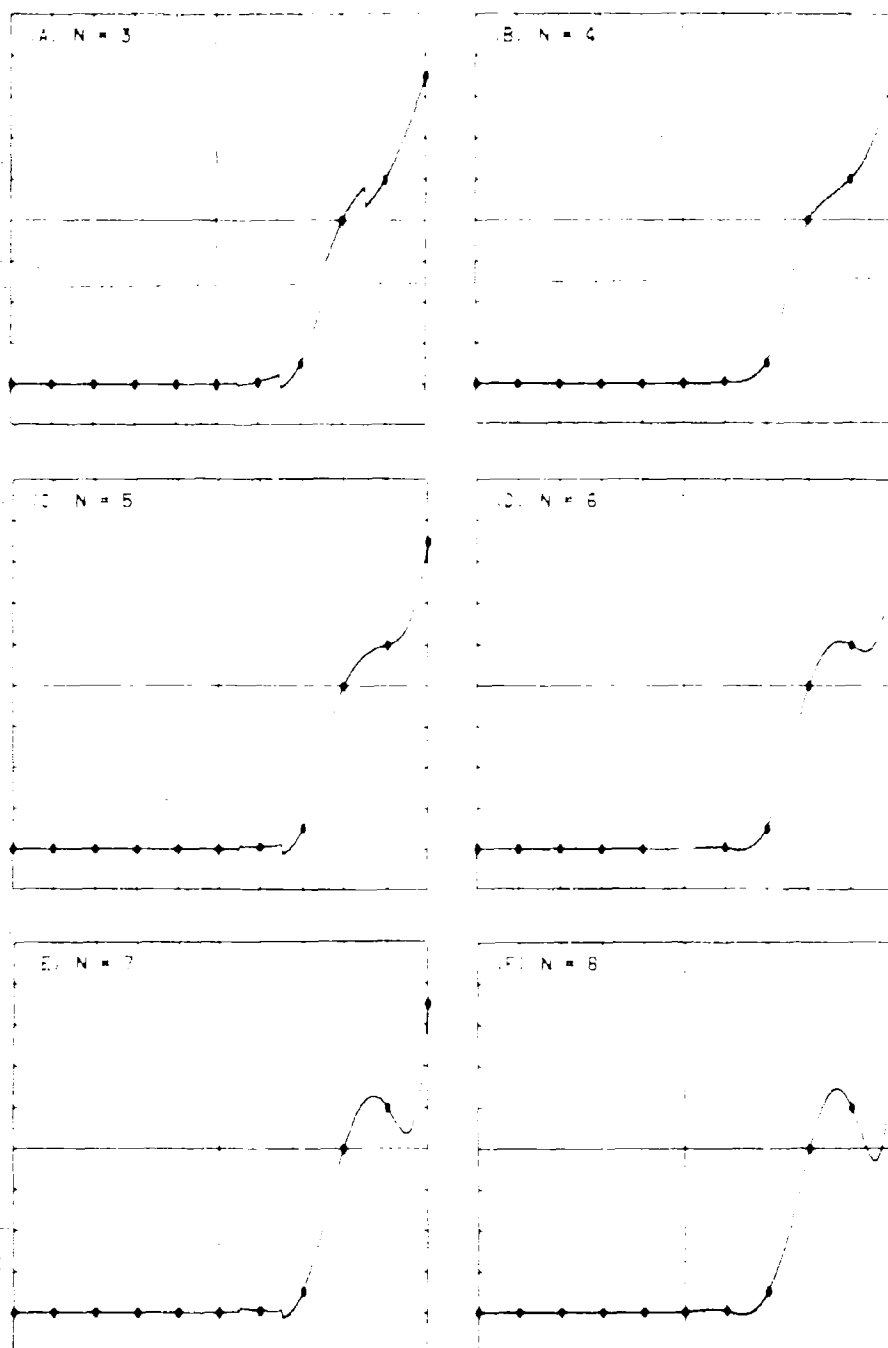 (A) N = 3
(B) N = 4
(C) N = 5
(D) N = 6
(E) N = 7
(F) N = 8